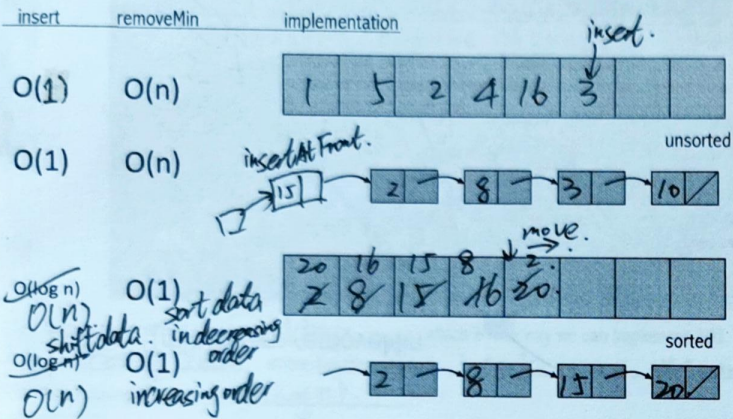 insert removeMin implementation
insert.
O(1) O(n) 1 5 2 4 16 3
unsorted
O(1) O(n) insertAtFront.
15 2 8 3 10
move.
20 16 15 8 2.
O(log n) O(1) 2 8 15 16 20.
O(n) sort data
shift data. in decreasing
order
sorted
O(log n) O(1) 2 8 15 20
O(n) increasing order